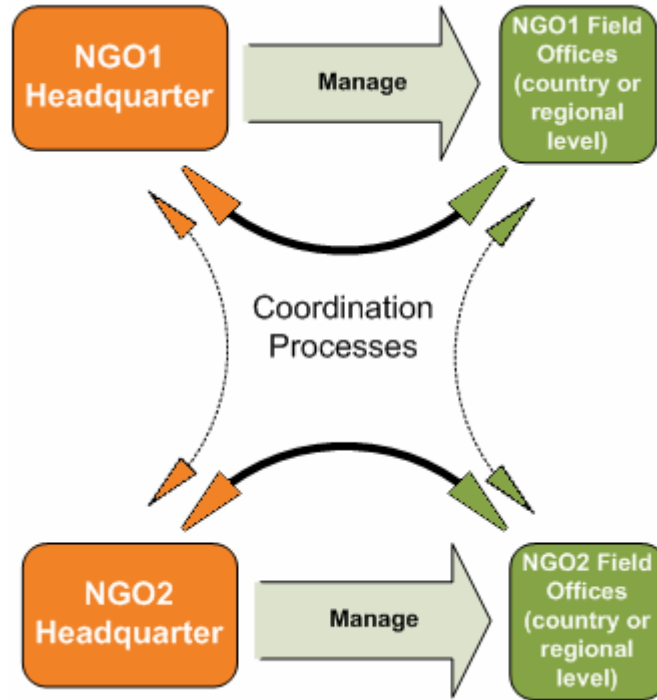 NGO1
Headquarter
Manage
NGO1 Field
Offices
(country or
regional
level)
Coordination
Processes
NGO2
Headquarter
Manage
NGO2 Field
Offices
(country or
regional level)